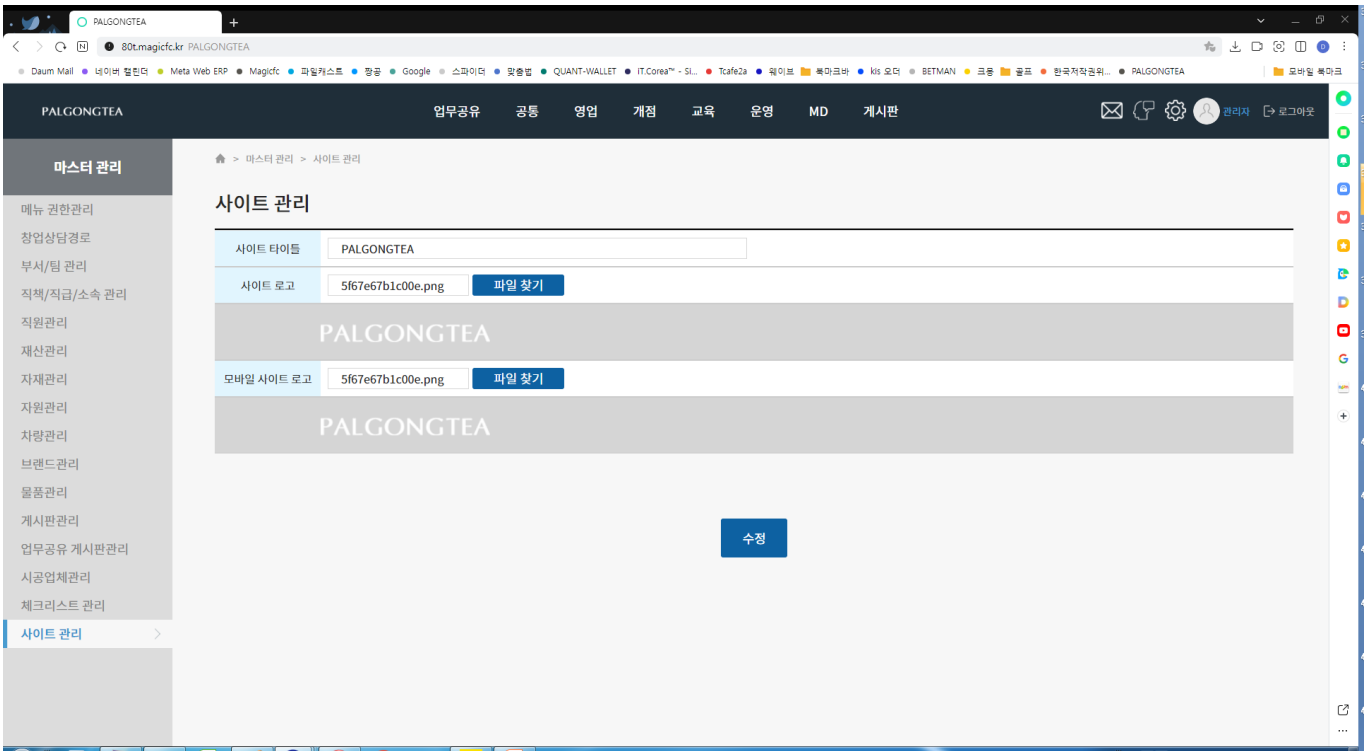 PALGONGTEA
80t.magicfc.kr PALGONGTEA
Daum Mail 네이버 캘린더 Meta Web ERP Magicfc 파일캐스트 짱공 Google 스파이더 맞춤법 QUANT-WALLET iT.Corea™ - Si... Tcafe2a 웨이브 북마크바 kis 오더 BETMAN 크몽 골프 한국저작권위... PALGONGTEA 모바일 북마크
PALGONGTEA 업무공유 공통 영업 개점 교육 운영 MD 게시판 관리자 로그아웃
마스터 관리
메뉴 권한관리
창업상담경로
부서/팀 관리
직책/직급/소속 관리
직원관리
재산관리
자재관리
자원관리
차량관리
브랜드관리
물품관리
게시판관리
업무공유 게시판관리
시공업체관리
체크리스트 관리
사이트 관리
> 마스터 관리 > 사이트 관리
사이트 관리
사이트 타이틀 PALGONGTEA
사이트 로고 5f67e67b1c00e.png 파일 찾기
PALGONGTEA
모바일 사이트 로고 5f67e67b1c00e.png 파일 찾기
PALGONGTEA
수정